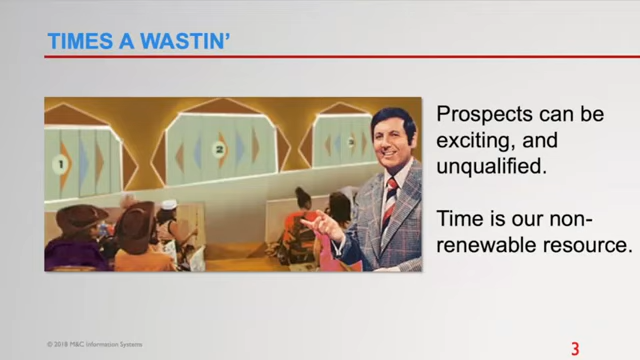 TIMES A WASTIN’
1
2
3
Prospects can be
exciting, and
unqualified.
Time is our non-
renewable resource.
© 2018 M&C Information Systems
3